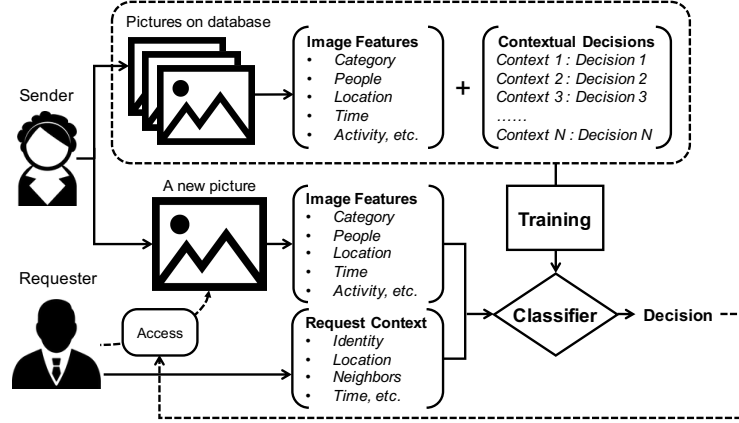 Pictures on database
Image Features
• Category
• People
• Location
• Time
• Activity, etc.
+
Contextual Decisions
Context 1 : Decision 1
Context 2 : Decision 2
Context 3 : Decision 3
......
Context N : Decision N
Sender
A new picture
Image Features
• Category
• People
• Location
• Time
• Activity, etc.
Training
Requester
Access
Request Context
• Identity
• Location
• Neighbors
• Time, etc.
Classifier
Decision